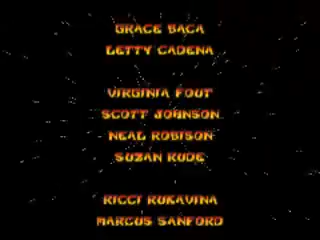 GRACE BACA
LETTY CADENA
VIRGINIA FOUT
SCOTT JOHNSON
NEAL ROBISON
SUZAN RUDE
RICCI RUKAVINA
MARCUS SANFORD